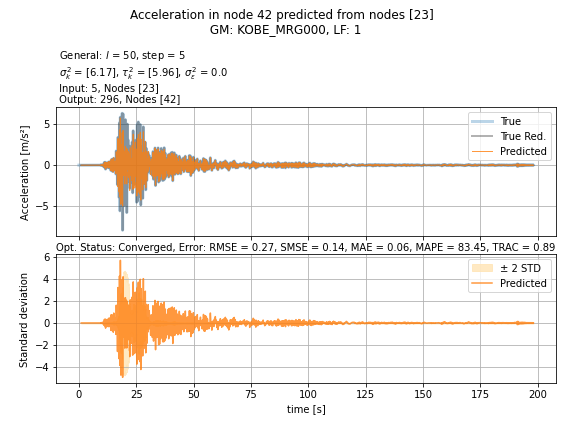 Acceleration in node 42 predicted from nodes [23]
GM: KOBE_MRG000, LF: 1
General: l = 50, step = 5
σ²ₖ = [6.17], τ²ₖ = [5.96], σ²ε = 0.0
Input: 5, Nodes [23]
Output: 296, Nodes [42]
Acceleration [m/s²]
5
0
−5
True
True Red.
Predicted
Opt. Status: Converged, Error: RMSE = 0.27, SMSE = 0.14, MAE = 0.06, MAPE = 83.45, TRAC = 0.89
Standard deviation
6
4
2
0
−2
−4
± 2 STD
Predicted
0 25 50 75 100 125 150 175 200
time [s]